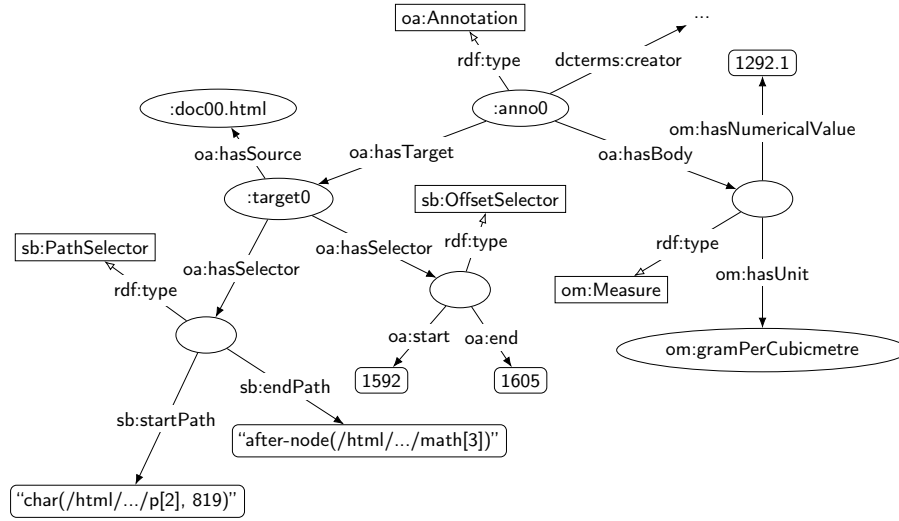 oa:Annotation
...
rdf:type
dcterms:creator
1292.1
:doc00.html
:anno0
om:hasNumericalValue
oa:hasSource
oa:hasTarget
oa:hasBody
:target0
sb:OffsetSelector
sb:PathSelector
oa:hasSelector
oa:hasSelector
rdf:type
rdf:type
om:hasUnit
rdf:type
om:Measure
oa:start
oa:end
om:gramPerCubicmetre
1592
1605
sb:endPath
sb:startPath
“after-node(/html/.../math[3])”
“char(/html/.../p[2], 819)”